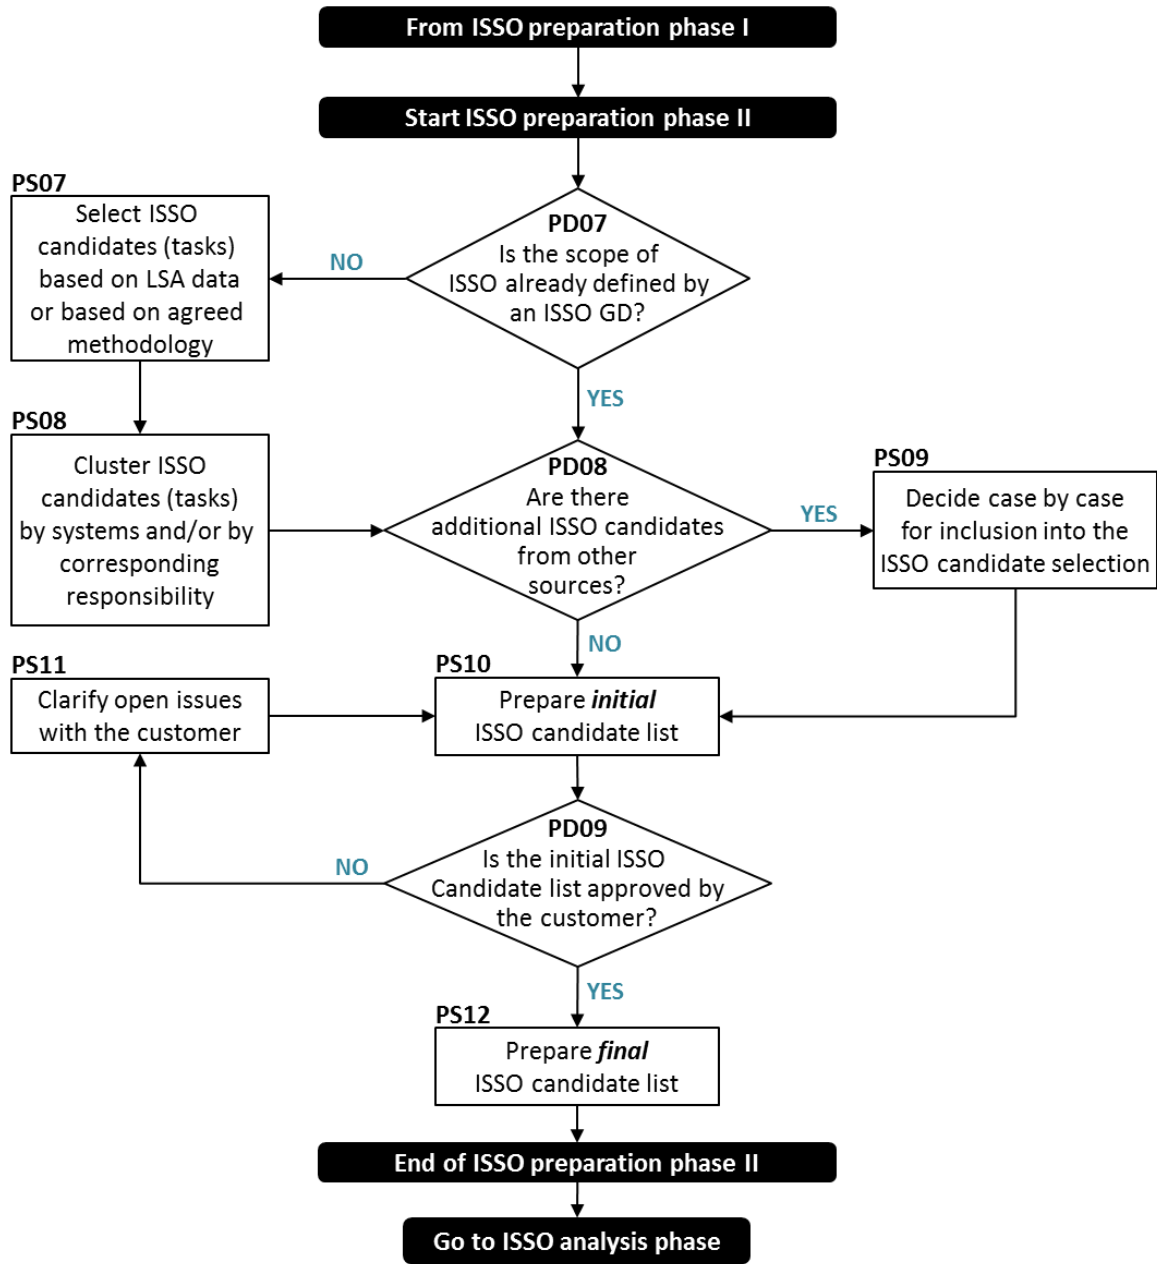 From ISSO preparation phase I
Start ISSO preparation phase II
PS07
Select ISSO
candidates (tasks)
based on LSA data
or based on agreed
methodology
NO
PD07
Is the scope of
ISSO already defined by
an ISSO GD?
YES
PS08
Cluster ISSO
candidates (tasks)
by systems and/or by
corresponding
responsibility
PD08
Are there
additional ISSO candidates
from other
sources?
YES
PS09
Decide case by case
for inclusion into the
ISSO candidate selection
NO
PS11
Clarify open issues
with the customer
PS10
Prepare initial
ISSO candidate list
PD09
Is the initial ISSO
Candidate list approved by
the customer?
NO
YES
PS12
Prepare final
ISSO candidate list
End of ISSO preparation phase II
Go to ISSO analysis phase